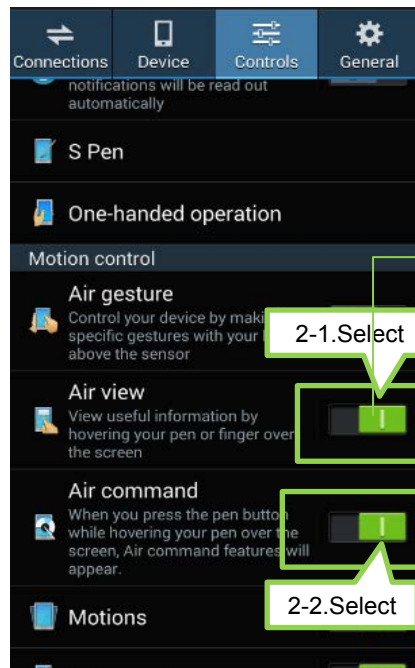 Connections Device Controls General
notifications will be read out
automatically
S Pen
One-handed operation
Motion control
Air gesture
Control your device by
specific gestures with your
above the sensor
2-1.Select
Air view
View useful information by
hovering your pen or finger over
the screen
Air command
When you press the pen button
while hovering your pen over the
screen, Air command features will
appear.
2-2.Select
Motions